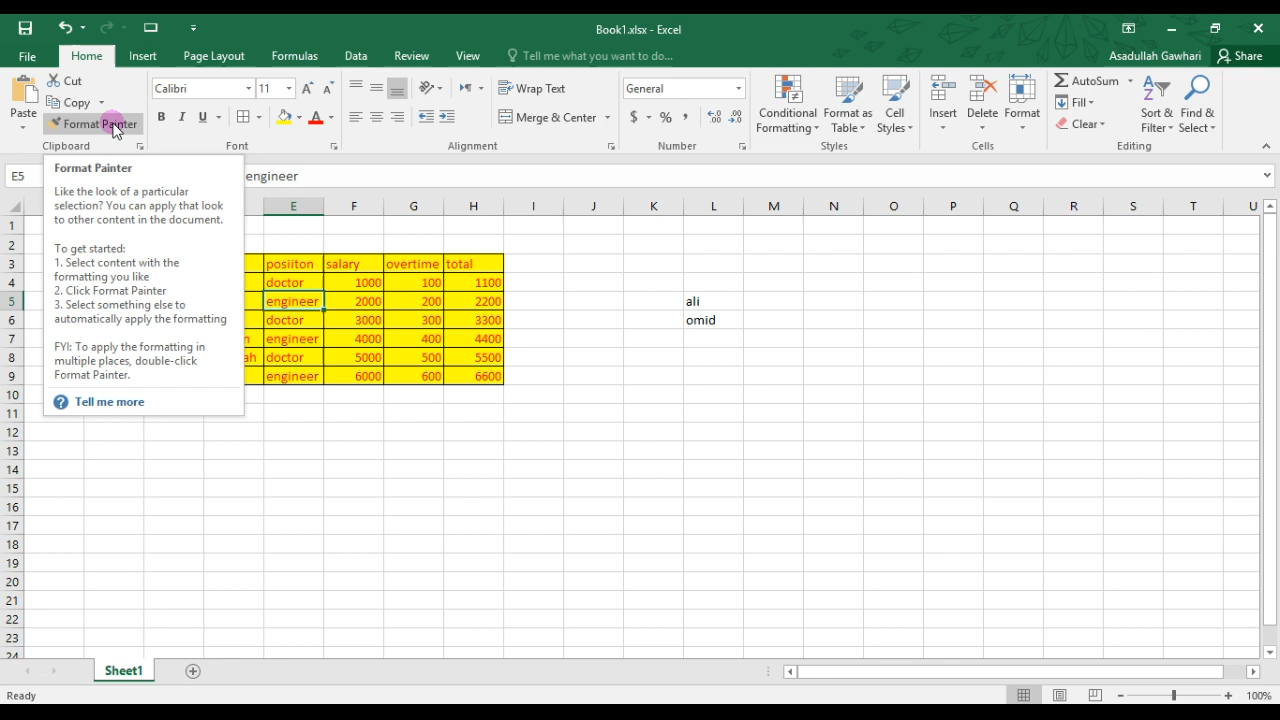 Book1.xlsx - Excel
File Home Insert Page Layout Formulas Data Review View Tell me what you want to do... Asadullah Gawhari Share
Paste Cut Copy Format Painter
Calibri 11
B I U A
Wrap Text
Merge & Center
General
$ %
Conditional Formatting Format as Table Cell Styles
Insert Delete Format
AutoSum Fill Clear
Sort & Filter Find & Select
Clipboard Font Alignment Number Styles Cells Editing
E5 engineer
Format Painter
Like the look of a particular
selection? You can apply that look
to other content in the document.
To get started:
1. Select content with the
formatting you like
2. Click Format Painter
3. Select something else to
automatically apply the formatting
FYI: To apply the formatting in
multiple places, double-click
Format Painter.
Tell me more
E F G H I J K L M N O P Q R S T U
1
2
3 posiiton salary overtime total
4 doctor 1000 100 1100
5 engineer 2000 200 2200 ali
6 doctor 3000 300 3300 omid
7 n engineer 4000 400 4400
8 ah doctor 5000 500 5500
9 engineer 6000 600 6600
10
11
12
13
14
15
16
17
18
19
20
21
22
23
24
Sheet1
Ready 100%